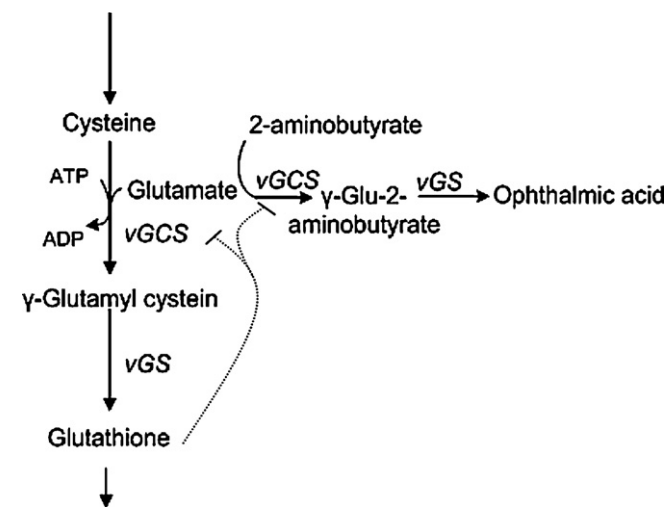 Cysteine
2-aminobutyrate
ATP
Glutamate
vGCS
γ-Glu-2-
aminobutyrate
vGS
Ophthalmic acid
ADP
vGCS
γ-Glutamyl cystein
vGS
Glutathione